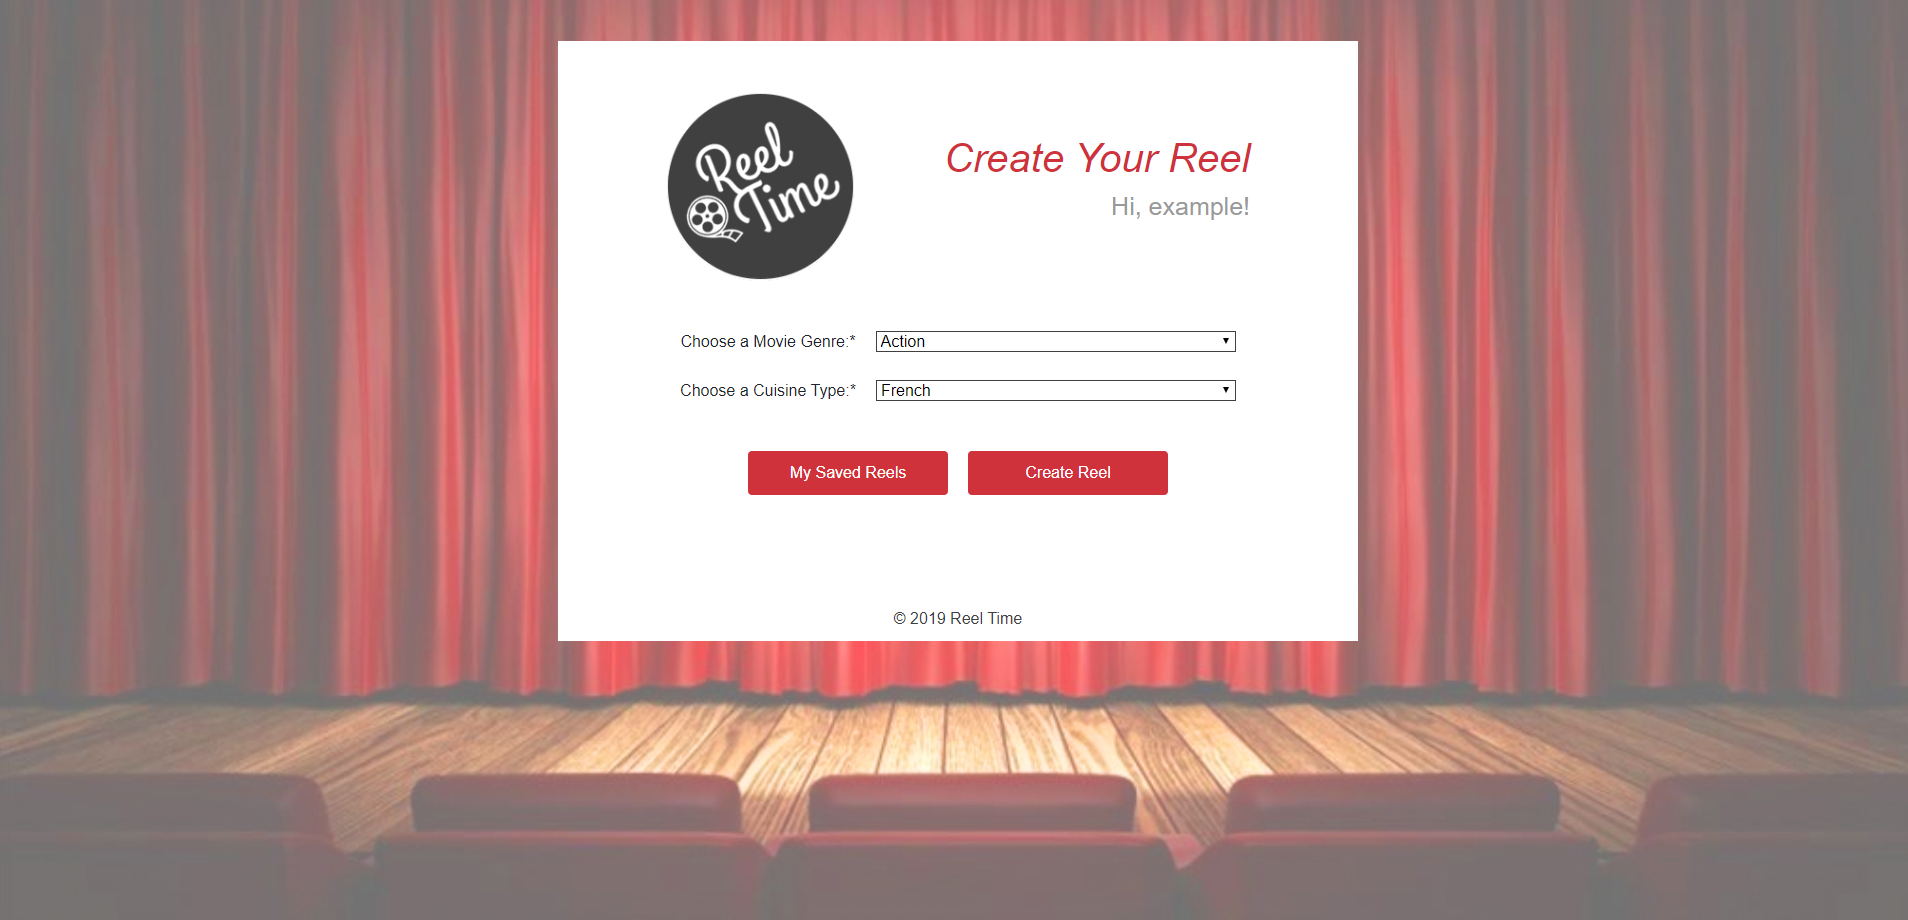 Reel
Time
Create Your Reel
Hi, example!
Choose a Movie Genre:* Action
Choose a Cuisine Type:* French
My Saved Reels Create Reel
© 2019 Reel Time